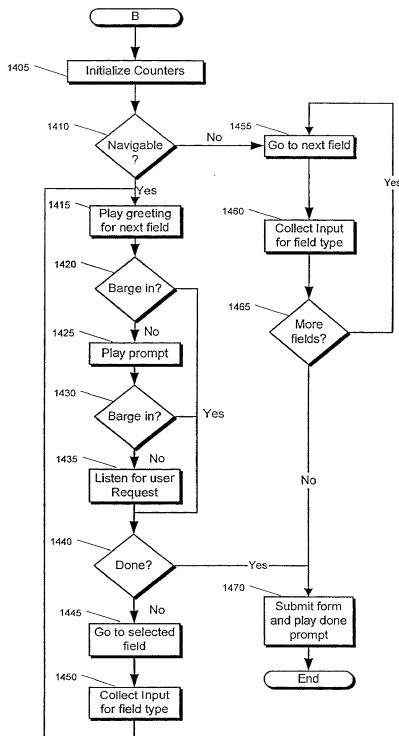 B
1405
Initialize Counters
1410
Navigable
?
No
Yes
1415
Play greeting
for next field
1420
Barge in?
No
1425
Play prompt
1430
Barge in?
Yes
No
1435
Listen for user
Request
1440
Done?
Yes
No
1445
Go to selected
field
1450
Collect Input
for field type
1455
Go to next field
Yes
1460
Collect Input
for field type
1465
More
fields?
No
1470
Submit form
and play done
prompt
End